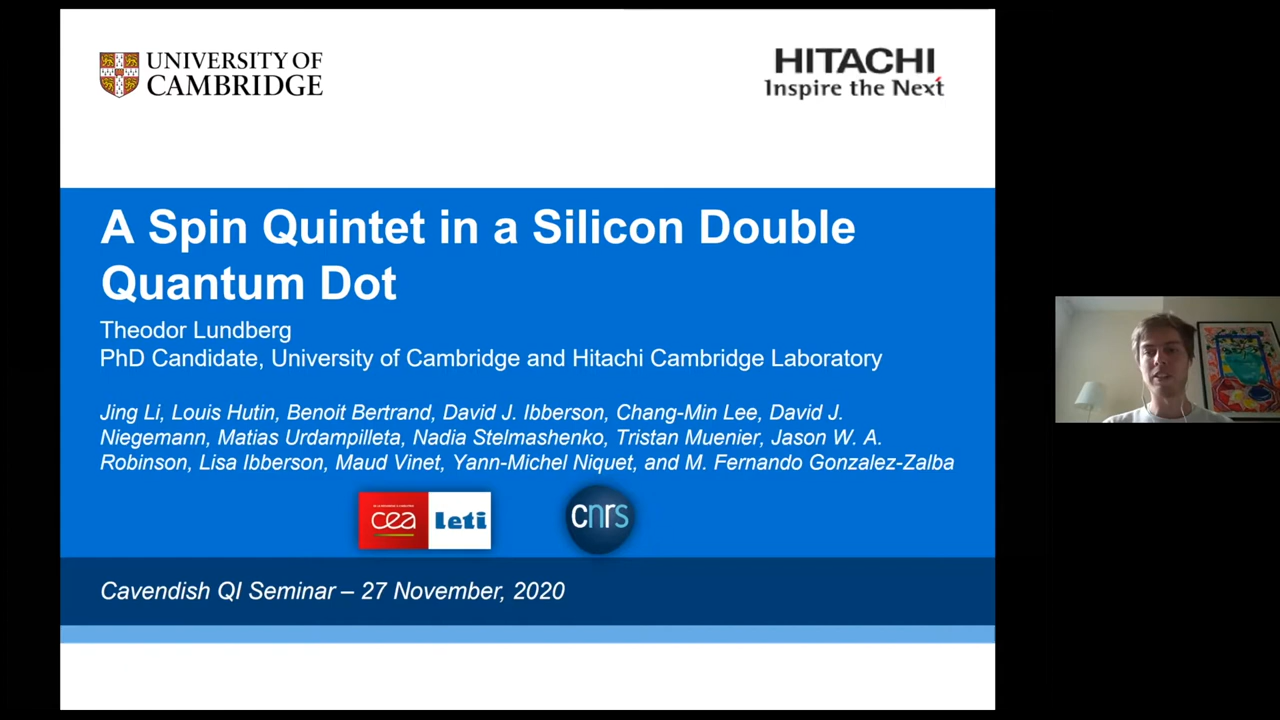 UNIVERSITY OF
CAMBRIDGE
HITACHI
Inspire the Next
A Spin Quintet in a Silicon Double
Quantum Dot
Theodor Lundberg
PhD Candidate, University of Cambridge and Hitachi Cambridge Laboratory
Jing Li, Louis Hutin, Benoit Bertrand, David J. Ibberson, Chang-Min Lee, David J.
Niegemann, Matias Urdampilleta, Nadia Stelmashenko, Tristan Muenier, Jason W. A.
Robinson, Lisa Ibberson, Maud Vinet, Yann-Michel Niquet, and M. Fernando Gonzalez-Zalba
cea
leti
cnrs
Cavendish QI Seminar – 27 November, 2020